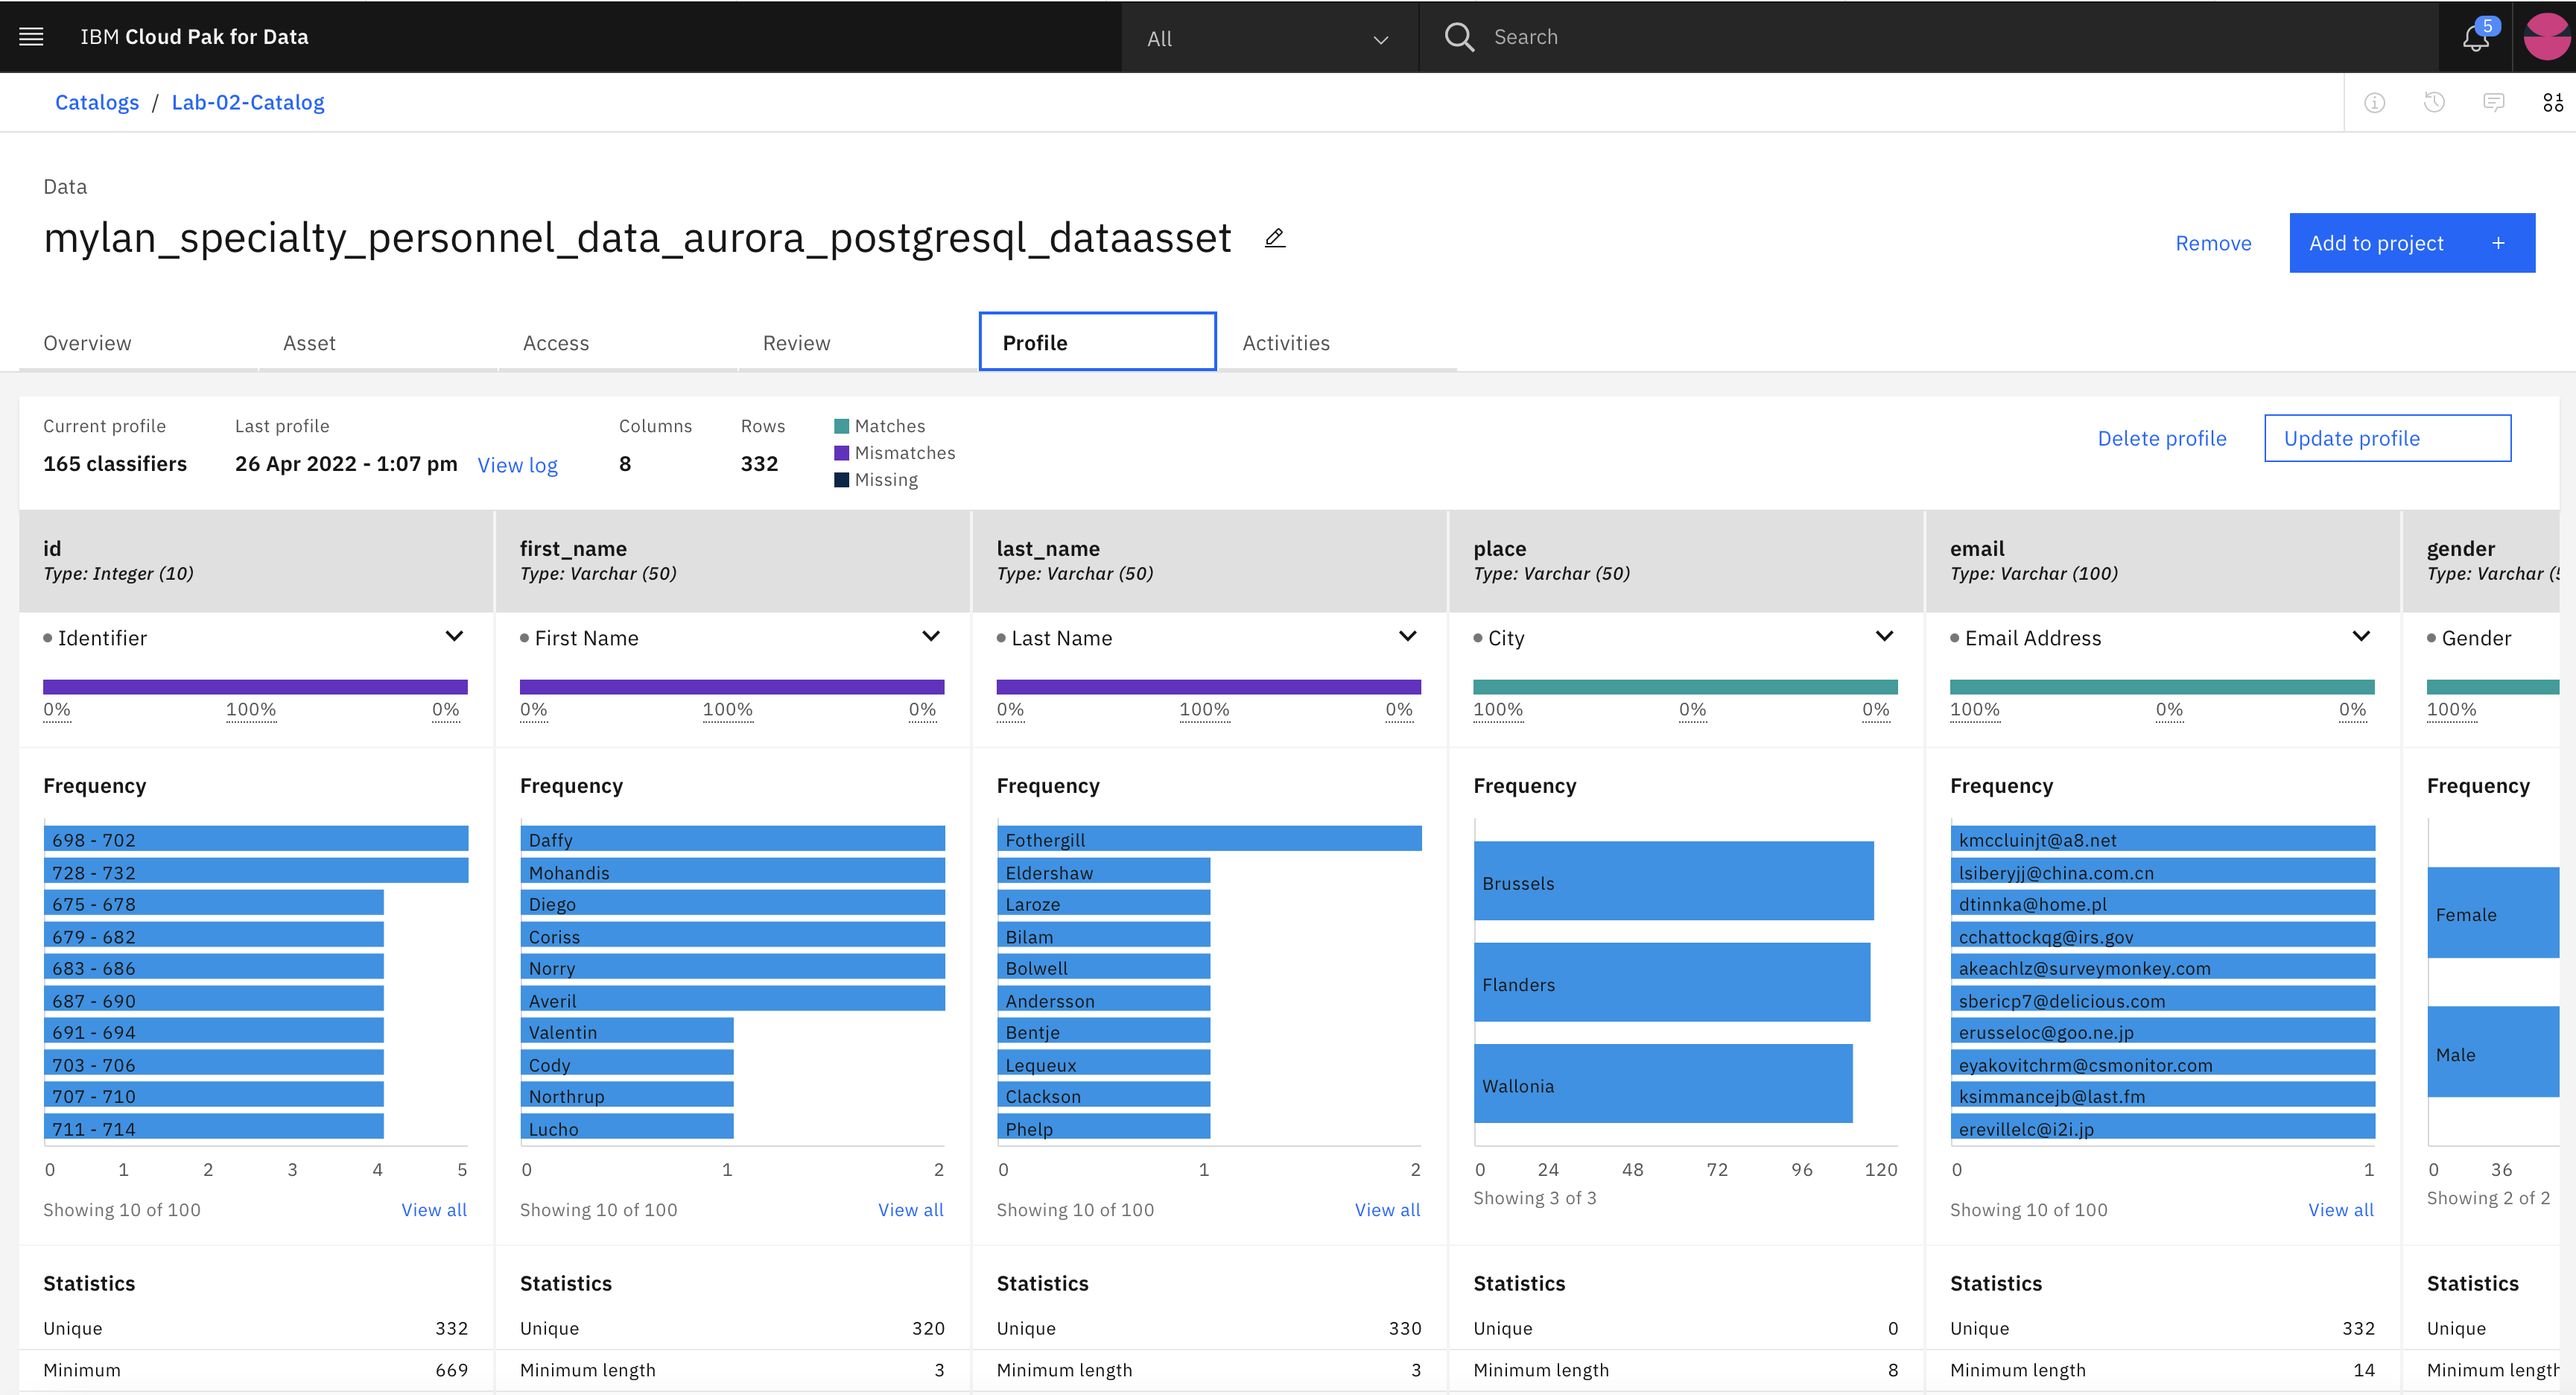 IBM Cloud Pak for Data
All
Search
5
Catalogs / Lab-02-Catalog
Data
mylan_specialty_personnel_data_aurora_postgresql_dataasset
Remove
Add to project +
Overview Asset Access Review Profile Activities
Current profile Last profile Columns Rows Matches
165 classifiers 26 Apr 2022 - 1:07 pm View log 8 332 Mismatches
Missing
Delete profile Update profile
id
Type: Integer (10)
Identifier
0% 100% 0%
Frequency
698 - 702
728 - 732
675 - 678
679 - 682
683 - 686
687 - 690
691 - 694
703 - 706
707 - 710
711 - 714
0 1 2 3 4 5
Showing 10 of 100 View all
Statistics
Unique 332
Minimum 669
first_name
Type: Varchar (50)
First Name
0% 100% 0%
Frequency
Daffy
Mohandis
Diego
Coriss
Norry
Averil
Valentin
Cody
Northrup
Lucho
0 1 2
Showing 10 of 100 View all
Statistics
Unique 320
Minimum length 3
last_name
Type: Varchar (50)
Last Name
0% 100% 0%
Frequency
Fothergill
Eldershaw
Laroze
Bilam
Bolwell
Andersson
Bentje
Lequeux
Clackson
Phelp
0 1 2
Showing 10 of 100 View all
Statistics
Unique 330
Minimum length 3
place
Type: Varchar (50)
City
100% 0% 0%
Frequency
Brussels
Flanders
Wallonia
0 24 48 72 96 120
Showing 3 of 3
Statistics
Unique 0
Minimum length 8
email
Type: Varchar (100)
Email Address
100% 0% 0%
Frequency
kmccluinjt@a8.net
lsiberyjj@china.com.cn
dtinnka@home.pl
cchattockqg@irs.gov
akeachlz@surveymonkey.com
sbericp7@delicious.com
erusseloc@goo.ne.jp
eyakovitchrm@csmonitor.com
ksimmancejb@last.fm
erevillelc@i2i.jp
0 1
Showing 10 of 100 View all
Statistics
Unique 332
Minimum length 14
gender
Type: Varchar (5
Gender
100%
Frequency
Female
Male
0 36
Showing 2 of 2
Statistics
Unique
Minimum length